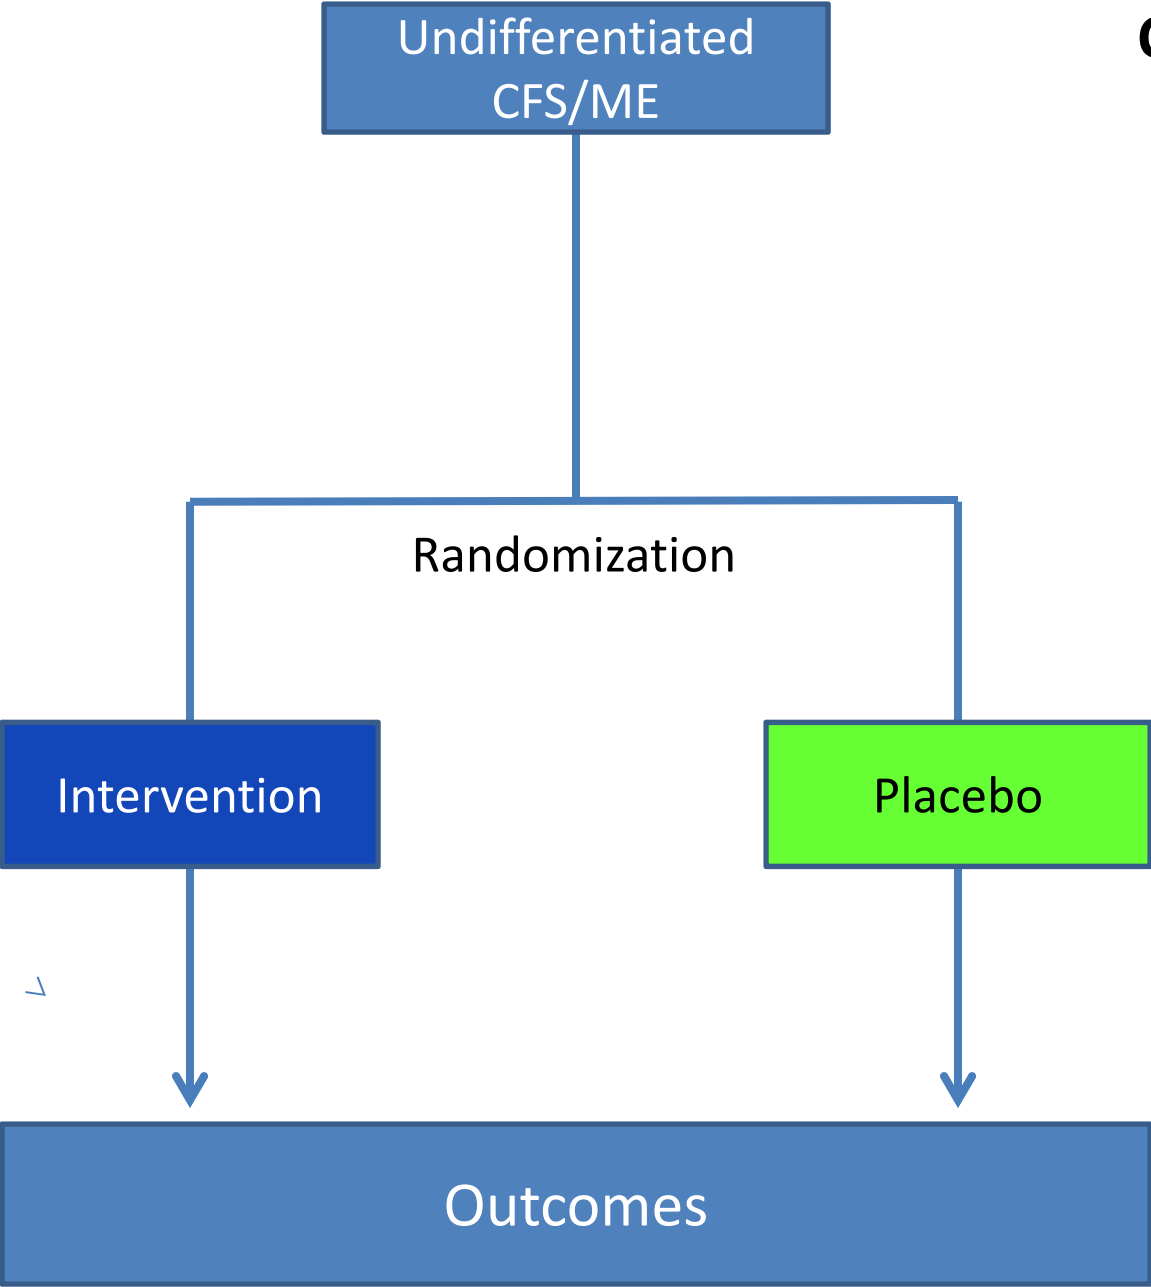 Undifferentiated
CFS/ME
Randomization
Intervention
Placebo
Outcomes